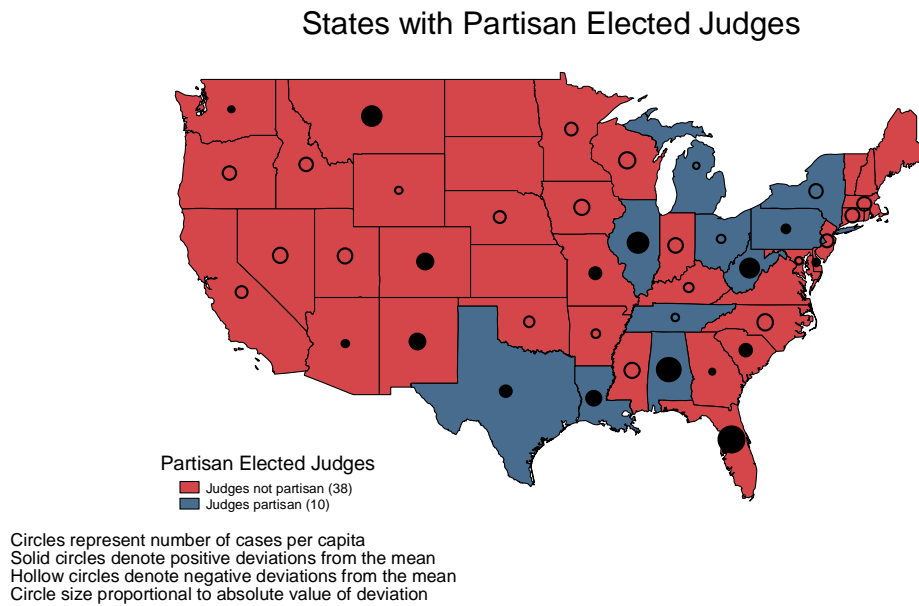 States with Partisan Elected Judges
Partisan Elected Judges
Judges not partisan (38)
Judges partisan (10)
Circles represent number of cases per capita
Solid circles denote positive deviations from the mean
Hollow circles denote negative deviations from the mean
Circle size proportional to absolute value of deviation